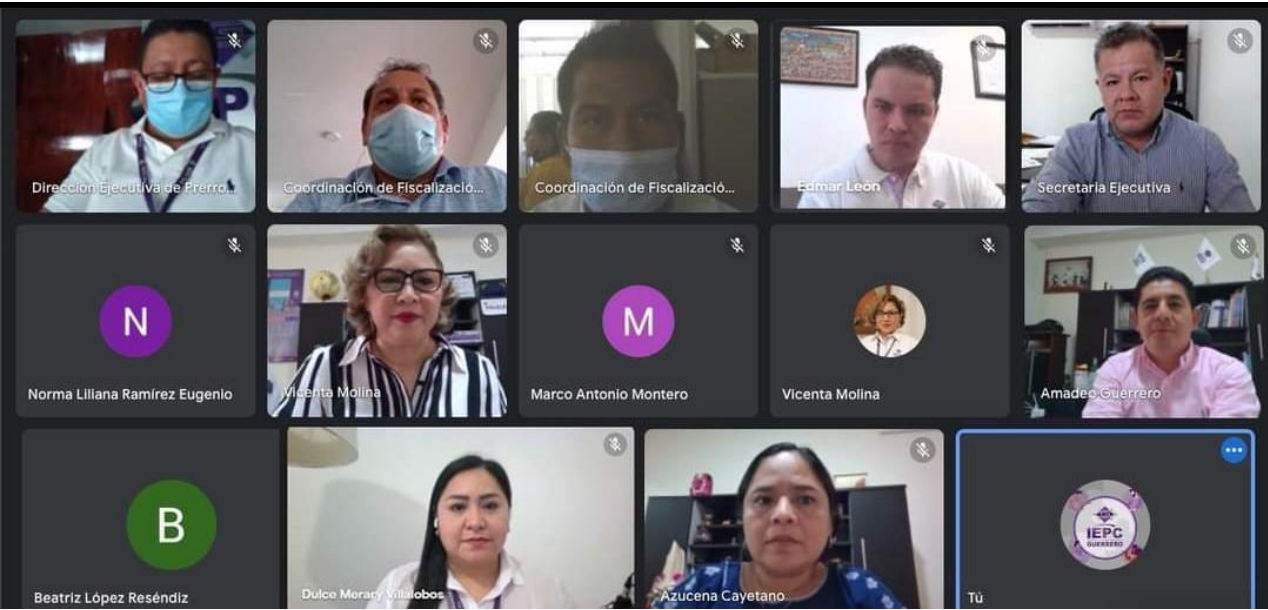 Dirección Ejecutiva de Prerro...
Coordinación de Fiscalizacio...
Coordinación de Fiscalizació...
Edmar León
Secretaria Ejecutiva
N
Norma Liliana Ramírez Eugenio
Vicenta Molina
M
Marco Antonio Montero
Vicenta Molina
Amadeo Guerrero
B
Beatriz López Reséndiz
Dulce Merary Villalobos
Azucena Cayetano
IEPC
GUERRERO
Tú